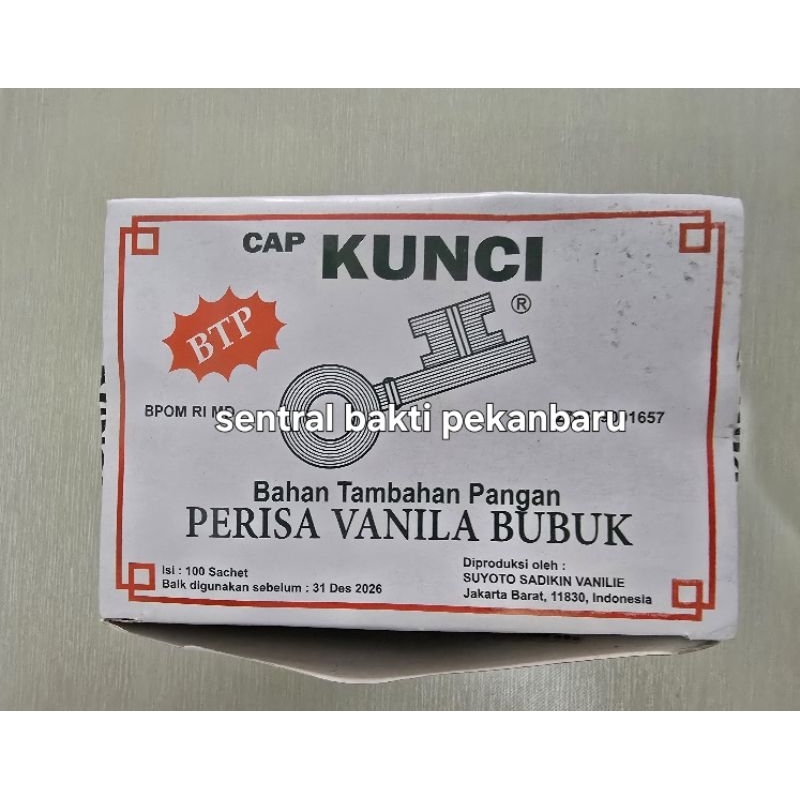 CAP KUNCI
®
BTP
BPOM RI MD
sentral bakti pekanbaru
1657
Bahan Tambahan Pangan
PERISA VANILA BUBUK
Isi : 100 Sachet
Baik digunakan sebelum : 31 Des 2026
Diproduksi oleh :
SUYOTO SADIKIN VANILIE
Jakarta Barat, 11830, Indonesia